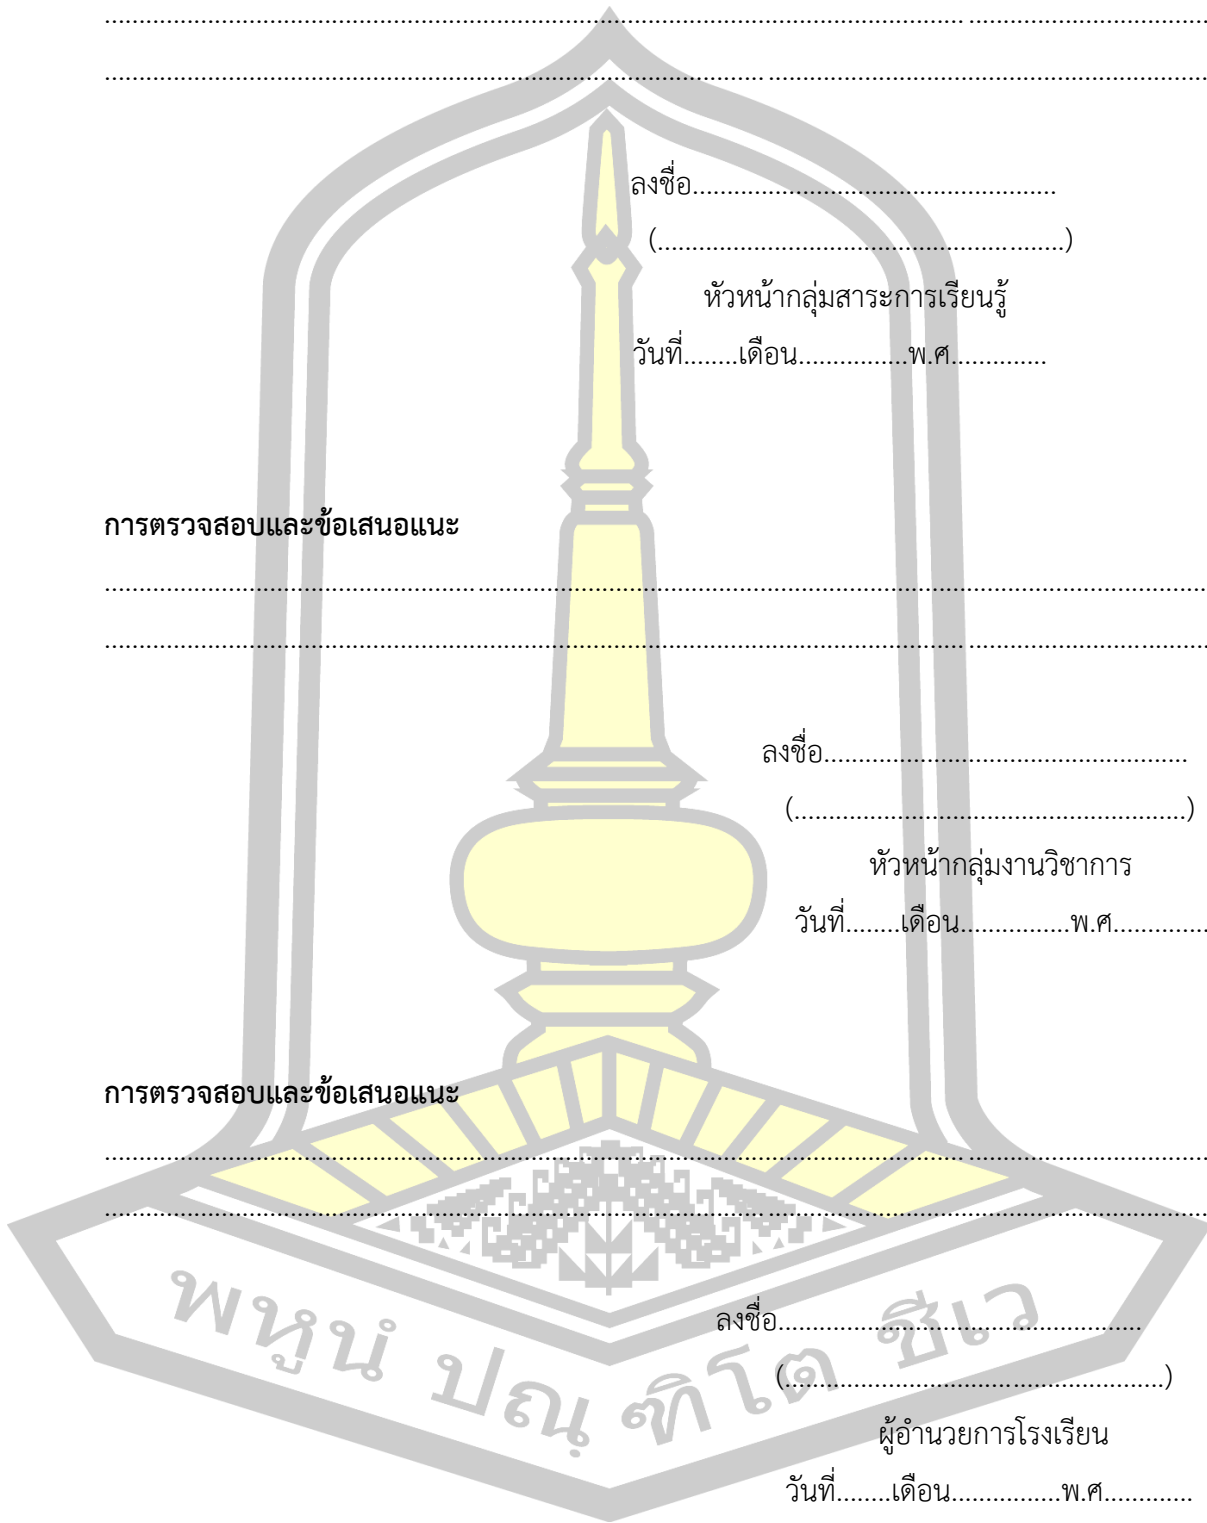 ............................................................................................................................ ...................................
............................................................................................... ................................................................
ลงชื่อ.....................................................
(...........................................................)
หัวหน้ากลุ่มสาระการเรียนรู้
วันที่........เดือน................พ.ศ..............
การตรวจสอบและข้อเสนอแนะ
...............................................................................................................................................................
...............................................................................................................................................................
ลงชื่อ.....................................................
(.........................................................)
หัวหน้ากลุ่มงานวิชาการ
วันที่........เดือน................พ.ศ..............
การตรวจสอบและข้อเสนอแนะ
...............................................................................................................................................................
...............................................................................................................................................................
ลงชื่อ.....................................................
(.......................................................)
ผู้อำนวยการโรงเรียน
วันที่........เดือน................พ.ศ.............
พหูนํ ปณฺฑิโต ชีเว